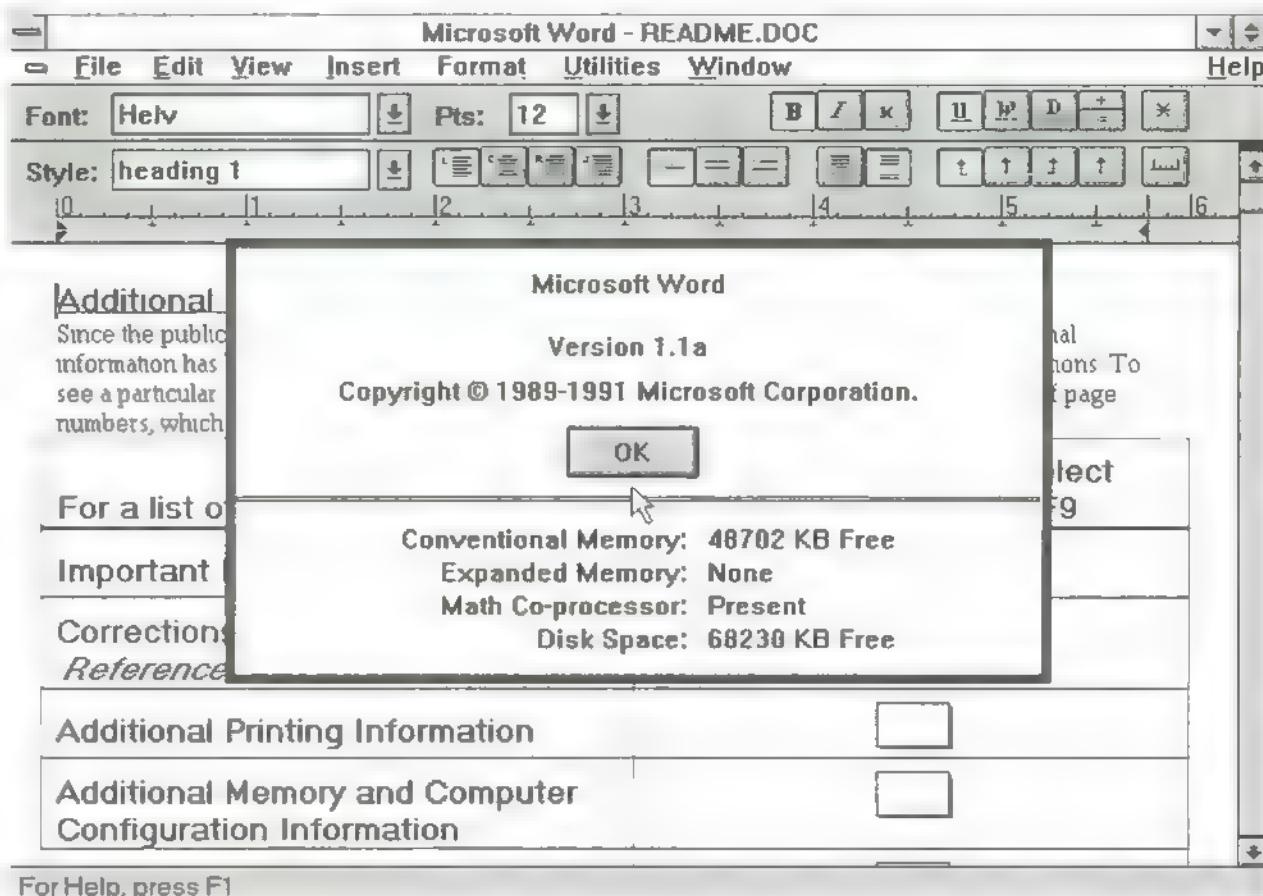 Microsoft Word - README.DOC
File Edit View Insert Format Utilities Window Help
Font: Helv Pts: 12 B I K U W D + - *
Style: heading 1 L C R J
0 1 2 3 4 5 6
Microsoft Word
Version 1.1a
Copyright © 1989-1991 Microsoft Corporation.
OK
Conventional Memory: 48702 KB Free
Expanded Memory: None
Math Co-processor: Present
Disk Space: 68230 KB Free
Additional
Since the public
information has
see a particular
numbers, which
nal
ions. To
f page
lect
F9
For a list of
Important
Corrections
Reference
Additional Printing Information
Additional Memory and Computer
Configuration Information
For Help, press F1